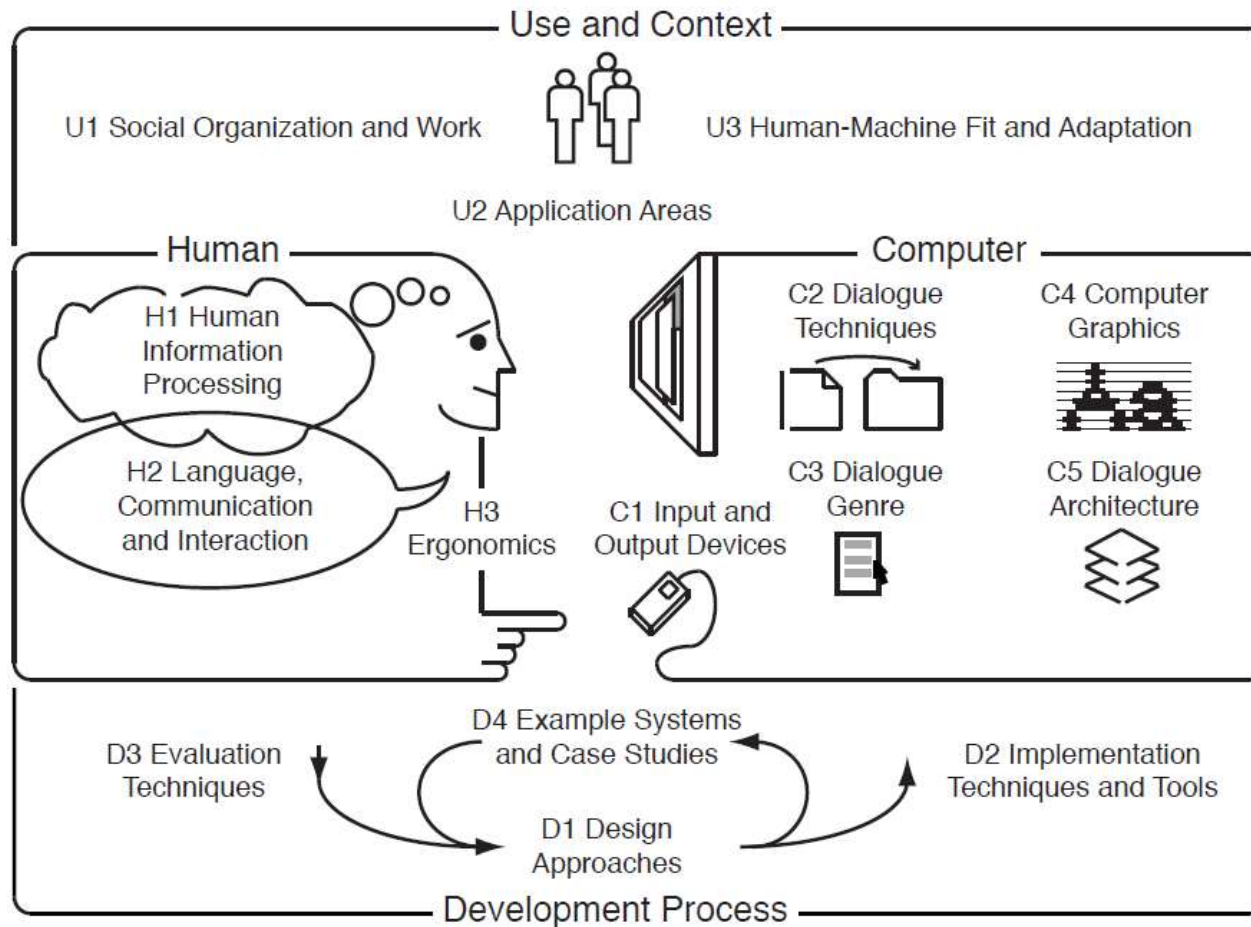 Use and Context
U1 Social Organization and Work
U3 Human-Machine Fit and Adaptation
U2 Application Areas
Human
H1 Human
Information
Processing
H2 Language,
Communication
and Interaction
H3
Ergonomics
Computer
C1 Input and
Output Devices
C2 Dialogue
Techniques
C4 Computer
Graphics
Aa
C3 Dialogue
Genre
C5 Dialogue
Architecture
D3 Evaluation
Techniques
D4 Example Systems
and Case Studies
D2 Implementation
Techniques and Tools
D1 Design
Approaches
Development Process